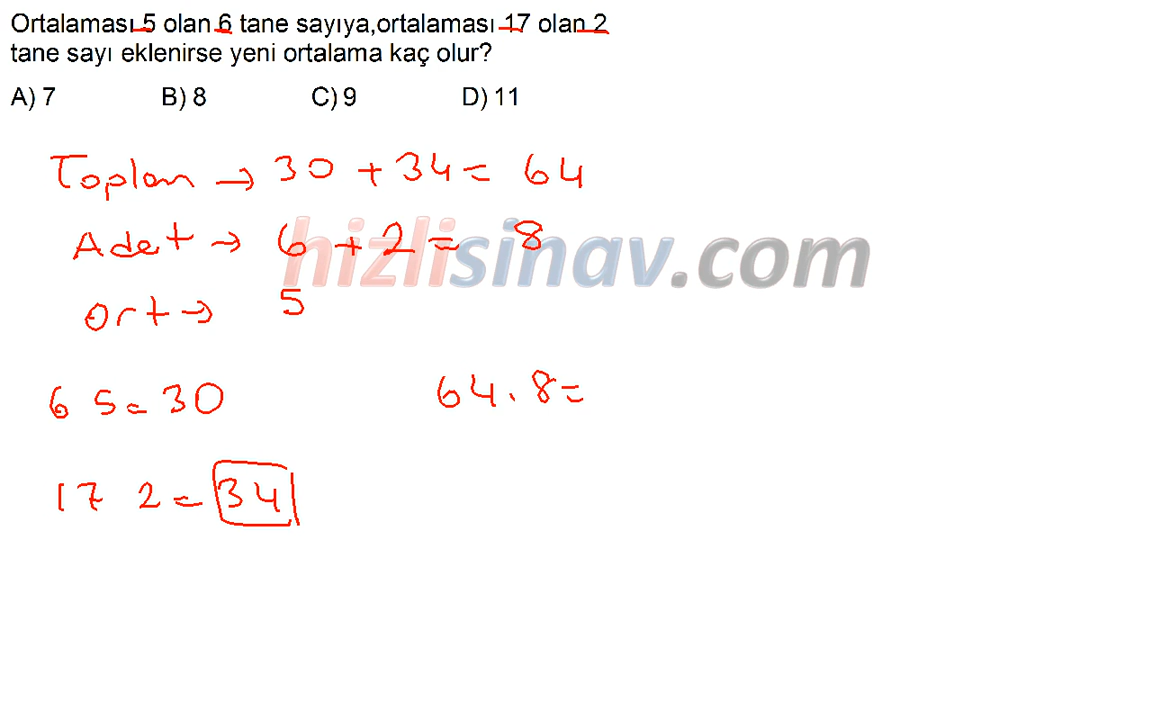 Ortalaması 5 olan 6 tane sayıya,ortalaması 17 olan 2
tane sayı eklenirse yeni ortalama kaç olur?
A) 7 B) 8 C) 9 D) 11
Toplam → 30 + 34 = 64
Adet → 6 + 2 = 8
hizlisinav.com
Ort → 5
6 5 = 30 64 . 8 =
17 2 = 34